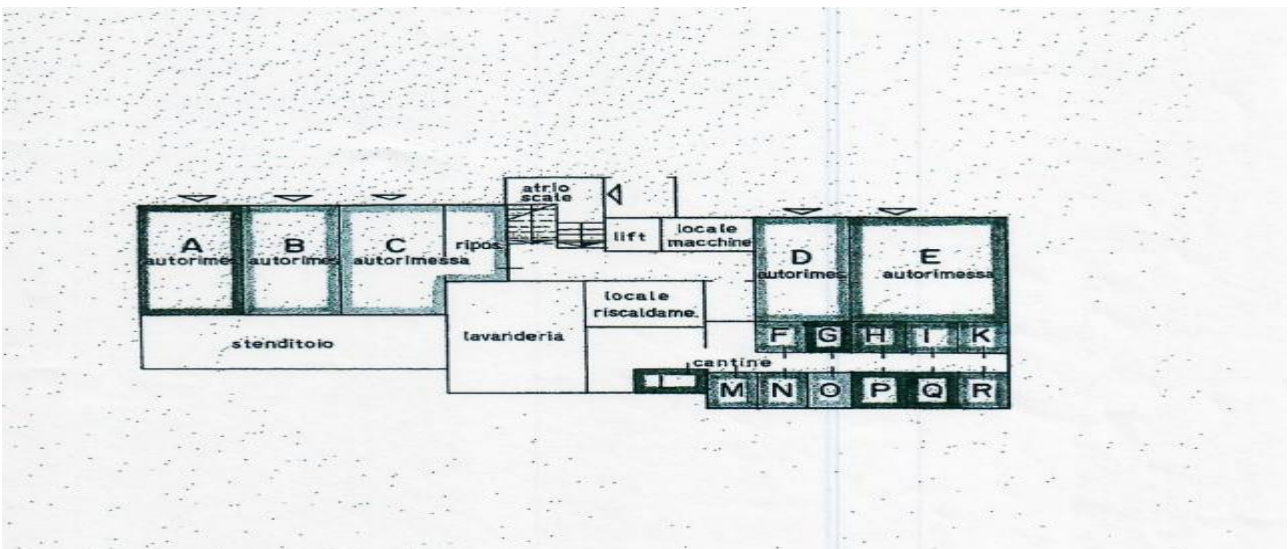 atrio
scale
A
autorimes
B
autorimes
C
autorimessa
ripos
lift
locale
macchine
D
autorimes
E
autorimessa
stenditoio
lavanderia
locale
riscaldame.
F G H I K
cantine
L
M N O P Q R